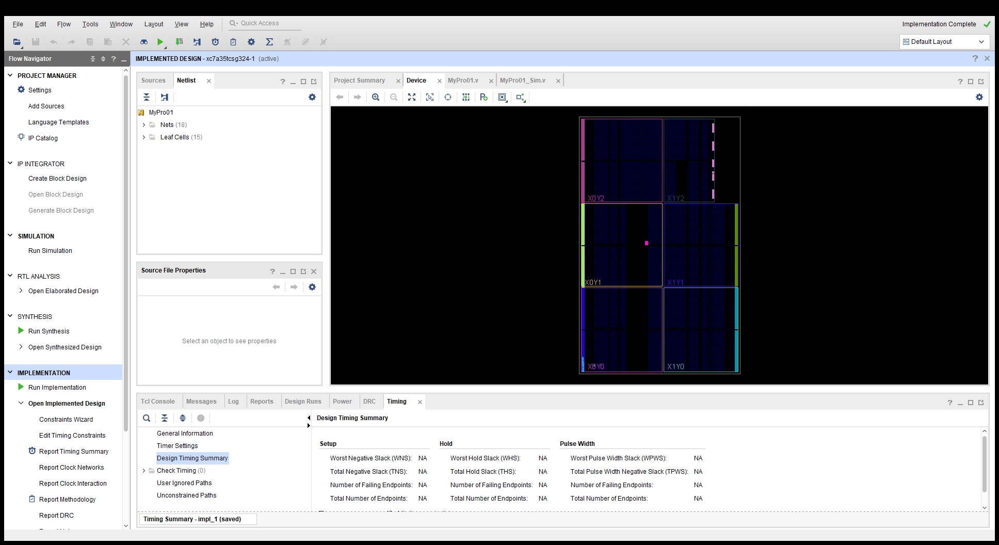 File Edit Flow Tools Window Layout View Help Quick Access
Implementation Complete
Default Layout
Flow Navigator
PROJECT MANAGER
Settings
Add Sources
Language Templates
IP Catalog
IP INTEGRATOR
Create Block Design
Open Block Design
Generate Block Design
SIMULATION
Run Simulation
RTL ANALYSIS
Open Elaborated Design
SYNTHESIS
Run Synthesis
Open Synthesized Design
IMPLEMENTATION
Run Implementation
Open Implemented Design
Constraints Wizard
Edit Timing Constraints
Report Timing Summary
Report Clock Networks
Report Clock Interaction
Report Methodology
Report DRC
IMPLEMENTED DESIGN - xc7a35tcsg324-1 (active)
Sources Netlist
MyPro01
Nets (18)
Leaf Cells (15)
Source File Properties
Select an object to see properties
Project Summary Device MyPro01.v MyPro01_Sim.v
X0Y2 X1Y2
X0Y1 X1Y1
X0Y0 X1Y0
Tcl Console Messages Log Reports Design Runs Power DRC Timing
General Information
Timer Settings
Design Timing Summary
Check Timing (0)
User Ignored Paths
Unconstrained Paths
Design Timing Summary
Setup Hold Pulse Width
Worst Negative Slack (WNS): NA Worst Hold Slack (WHS): NA Worst Pulse Width Slack (WPWS): NA
Total Negative Slack (TNS): NA Total Hold Slack (THS): NA Total Pulse Width Negative Slack (TPWS): NA
Number of Failing Endpoints: NA Number of Failing Endpoints: NA Number of Failing Endpoints: NA
Total Number of Endpoints: NA Total Number of Endpoints: NA Total Number of Endpoints: NA
Timing Summary - impl_1 (saved)